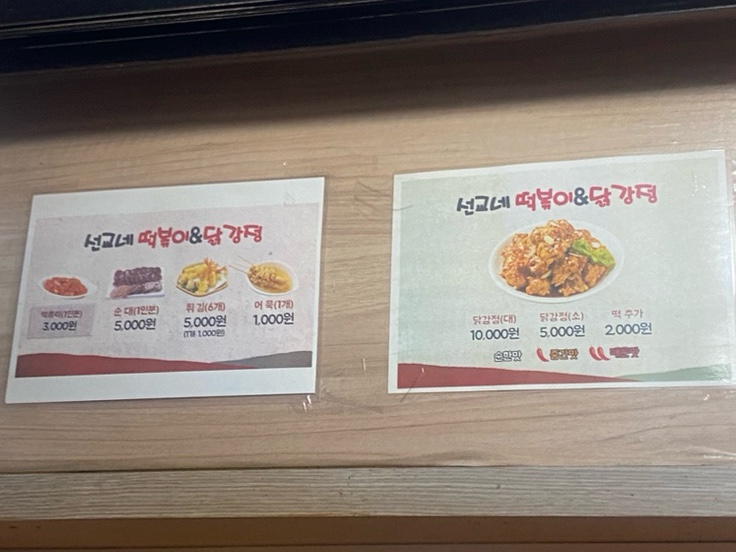 선교네 떡볶이&닭강정
떡볶이(1인분)
3,000원
순대(1인분)
5,000원
튀김(6개)
5,000원
(1개 1,000원)
어묵(1개)
1,000원
선교네 떡볶이&닭강정
닭강정(대)
10,000원
닭강정(소)
5,000원
떡 추가
2,000원
순한맛
중간맛
매운맛